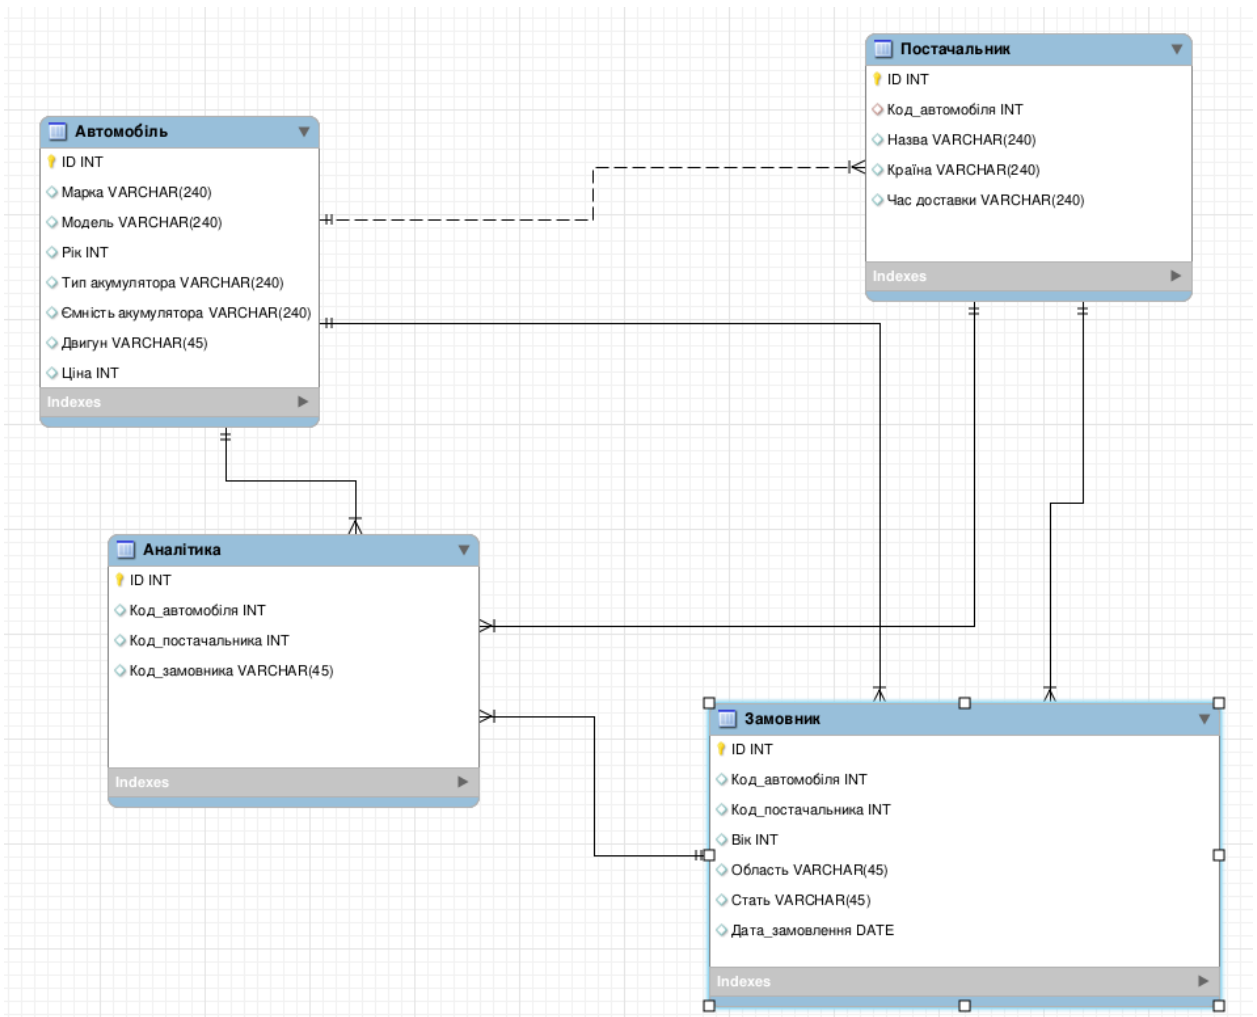 Постачальник
ID INT
Код_автомобіля INT
Назва VARCHAR(240)
Країна VARCHAR(240)
Час доставки VARCHAR(240)
Indexes
Автомобіль
ID INT
Марка VARCHAR(240)
Модель VARCHAR(240)
Рік INT
Тип акумулятора VARCHAR(240)
Ємність акумулятора VARCHAR(240)
Двигун VARCHAR(45)
Ціна INT
Indexes
Аналітика
ID INT
Код_автомобіля INT
Код_постачальника INT
Код_замовника VARCHAR(45)
Indexes
Замовник
ID INT
Код_автомобіля INT
Код_постачальника INT
Вік INT
Область VARCHAR(45)
Стать VARCHAR(45)
Дата_замовлення DATE
Indexes